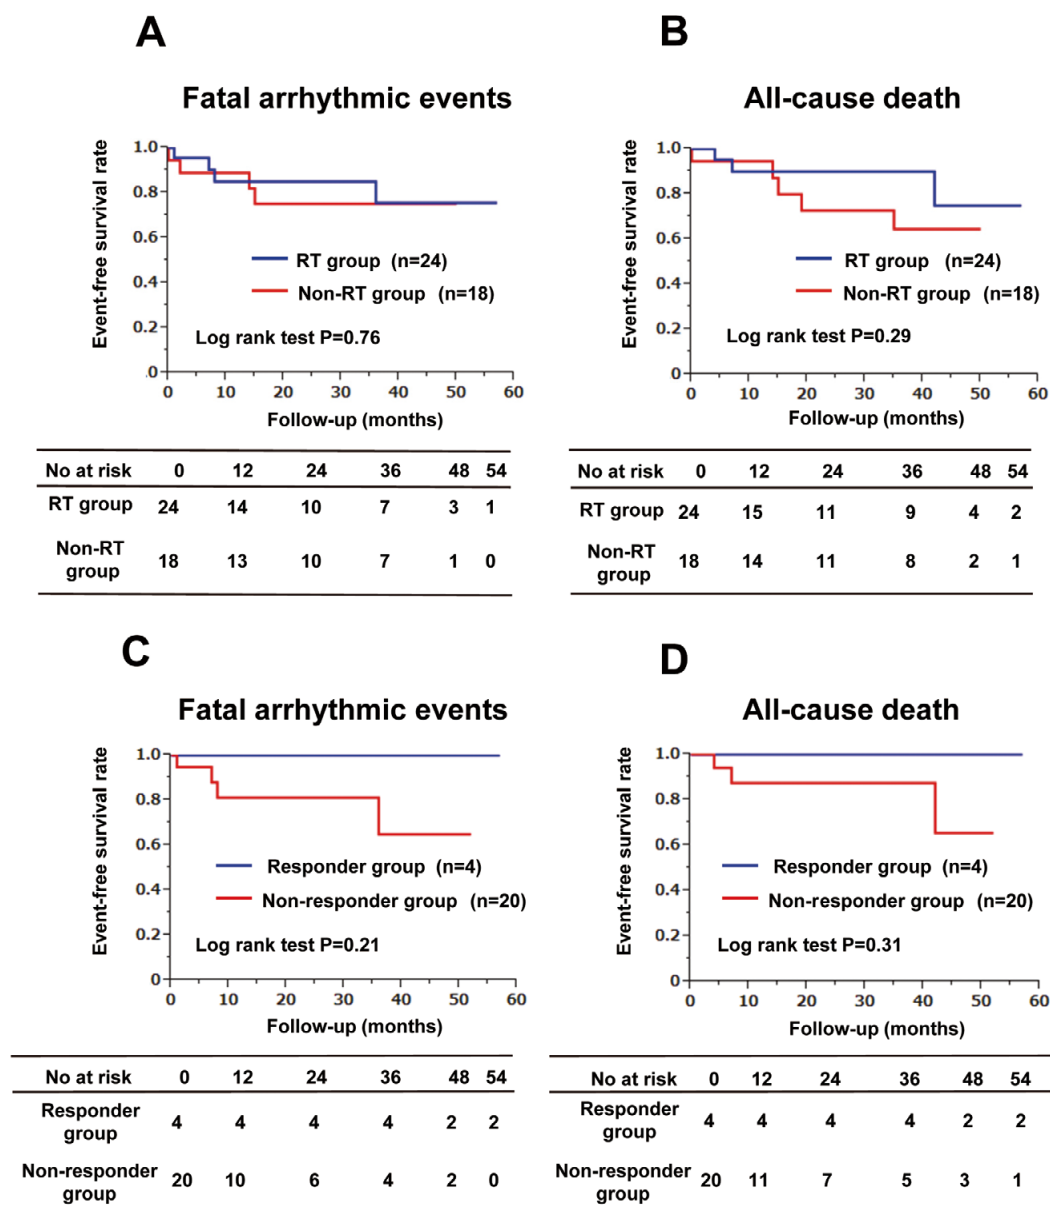 A
Fatal arrhythmic events
Event-free survival rate
1.0
0.8
0.6
0.4
0.2
.0
RT group (n=24)
Non-RT group (n=18)
Log rank test P=0.76
0 10 20 30 40 50 60
Follow-up (months)
No at risk 0 12 24 36 48 54
RT group 24 14 10 7 3 1
Non-RT
group 18 13 10 7 1 0
B
All-cause death
Event-free survival rate
1.0
0.8
0.6
0.4
0.2
0
RT group (n=24)
Non-RT group (n=18)
Log rank test P=0.29
0 10 20 30 40 50 60
Follow-up (months)
No at risk 0 12 24 36 48 54
RT group 24 15 11 9 4 2
Non-RT
group 18 14 11 8 2 1
C
Fatal arrhythmic events
Event-free survival rate
1.0
0.8
0.6
0.4
0.2
0
Responder group (n=4)
Non-responder group (n=20)
Log rank test P=0.21
0 10 20 30 40 50 60
Follow-up (months)
No at risk 0 12 24 36 48 54
Responder
group 4 4 4 4 2 2
Non-responder
group 20 10 6 4 2 0
D
All-cause death
Event-free survival rate
1.0
0.8
0.6
0.4
0.2
0
Responder group (n=4)
Non-responder group (n=20)
Log rank test P=0.31
0 10 20 30 40 50 60
Follow-up (months)
No at risk 0 12 24 36 48 54
Responder
group 4 4 4 4 2 2
Non-responder
group 20 11 7 5 3 1